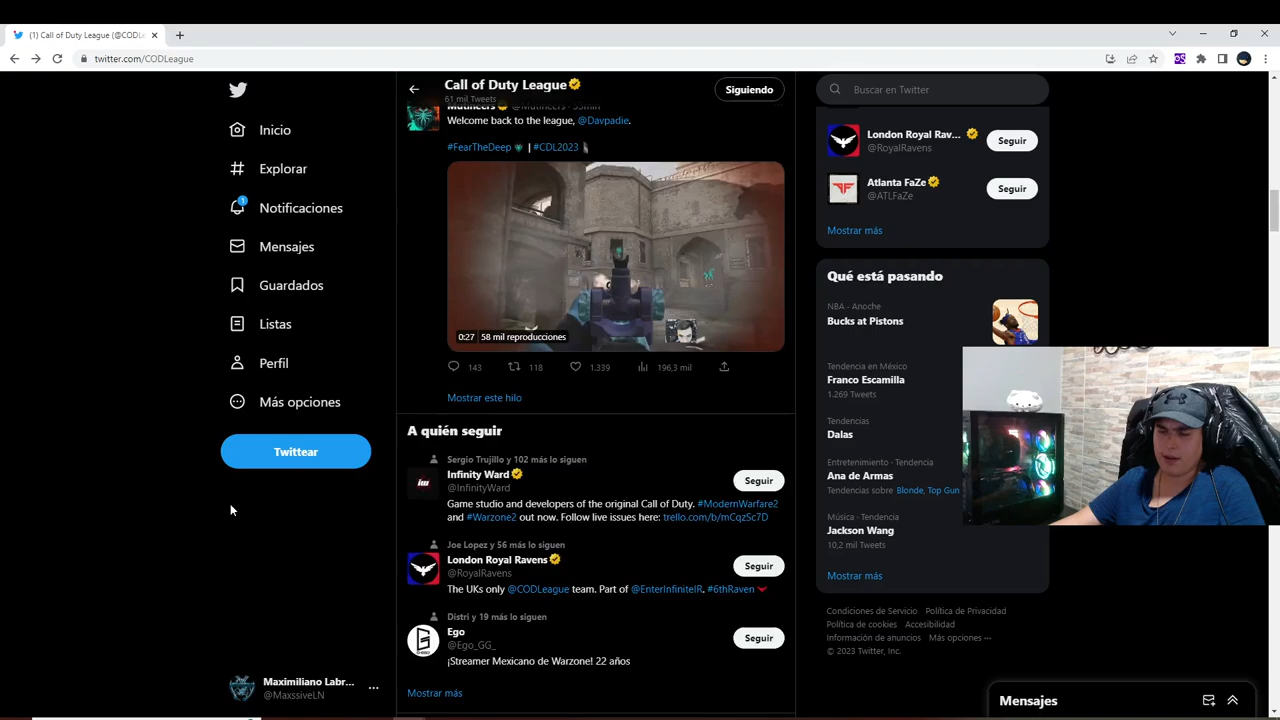 (1) Call of Duty League (@CODLe
twitter.com/CODLeague
Inicio
Explorar
1
Notificaciones
Mensajes
Guardados
Listas
Perfil
Más opciones
Twittear
Maximiliano Labr...
@MaxssiveLN
Call of Duty League
61 mil Tweets
Siguiendo
Mutineers @Mutineers · 55min
Welcome back to the league, @Davpadie.
#FearTheDeep | #CDL2023
0:27 58 mil reproducciones
143 118 1.339 196,3 mil
Mostrar este hilo
A quién seguir
Sergio Trujillo y 102 más lo siguen
Infinity Ward
@InfinityWard
Seguir
Game studio and developers of the original Call of Duty. #ModernWarfare2
and #Warzone2 out now. Follow live issues here: trello.com/b/mCqzSc7D
Joe Lopez y 56 más lo siguen
London Royal Ravens
@RoyalRavens
Seguir
The UKs only @CODLeague team. Part of @EnterInfiniteIR. #6thRaven
Distri y 19 más lo siguen
Ego
@Ego_GG_
Seguir
¡Streamer Mexicano de Warzone! 22 años
Mostrar más
Buscar en Twitter
London Royal Rav...
@RoyalRavens
Seguir
Atlanta FaZe
@ATLFaZe
Seguir
Mostrar más
Qué está pasando
NBA · Anoche
Bucks at Pistons
Tendencia en México
Franco Escamilla
1.269 Tweets
Tendencias
Dalas
Entretenimiento · Tendencia
Ana de Armas
Tendencias sobre Blonde, Top Gun
Música · Tendencia
Jackson Wang
10,2 mil Tweets
Mostrar más
Condiciones de Servicio Política de Privacidad
Política de cookies Accesibilidad
Información de anuncios Más opciones ···
© 2023 Twitter, Inc.
Mensajes